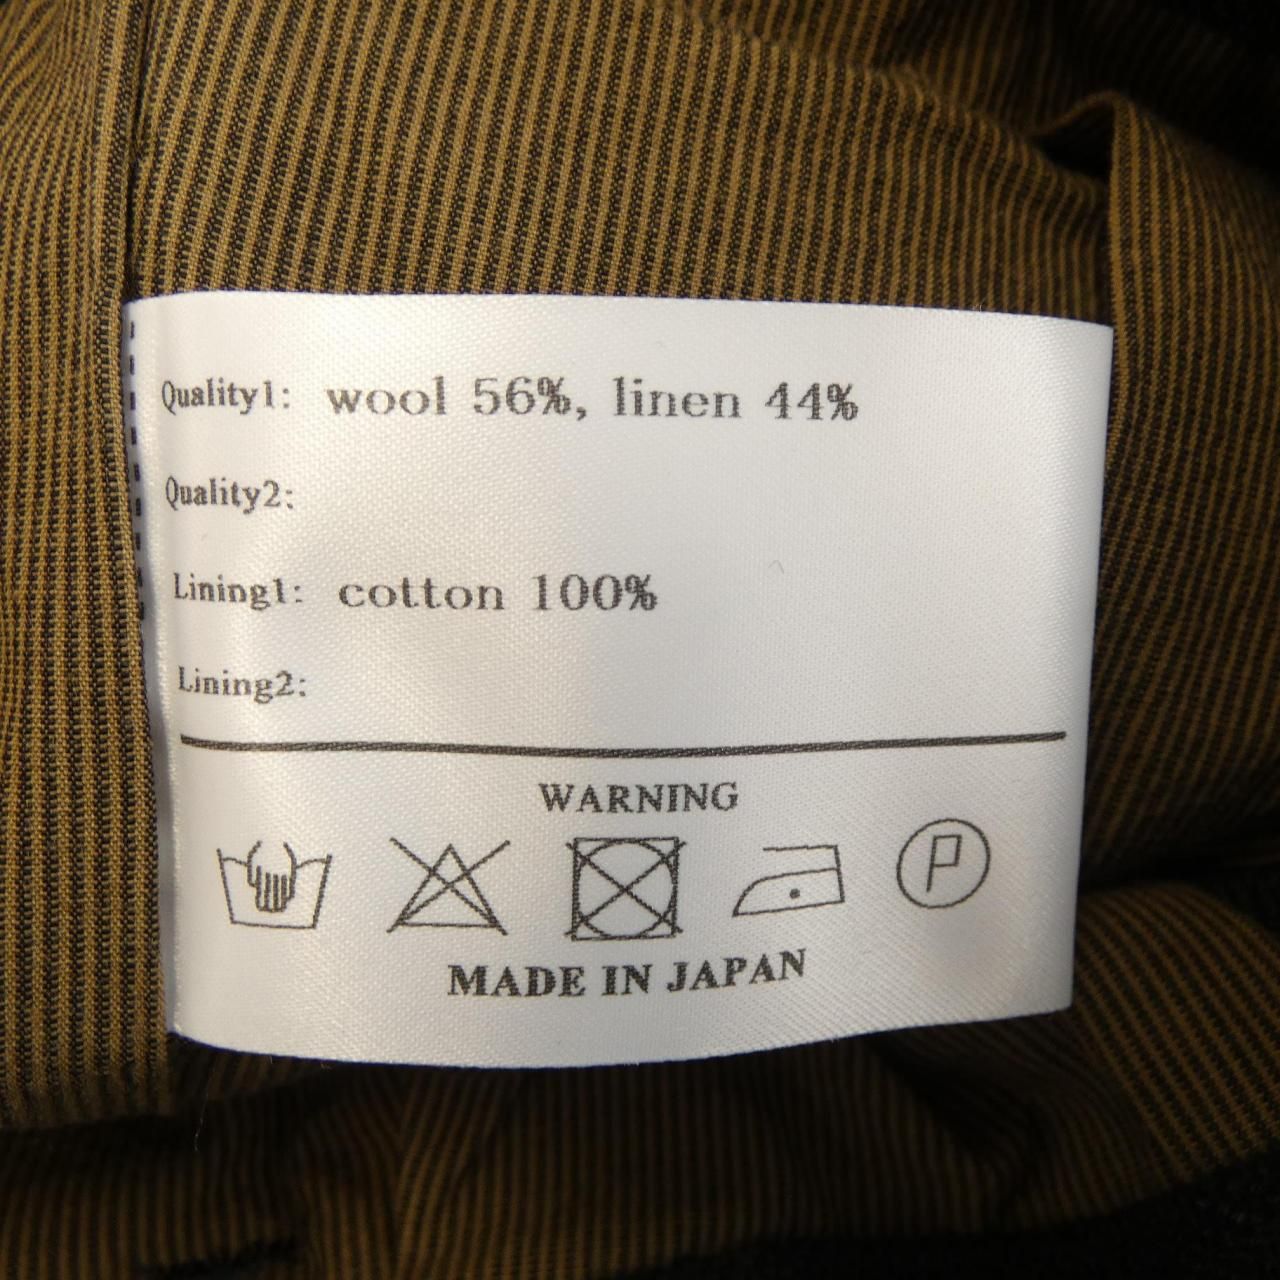 Quality1: wool 56%, linen 44%
Quality2:
Lining1: cotton 100%
Lining2:
WARNING
P
MADE IN JAPAN